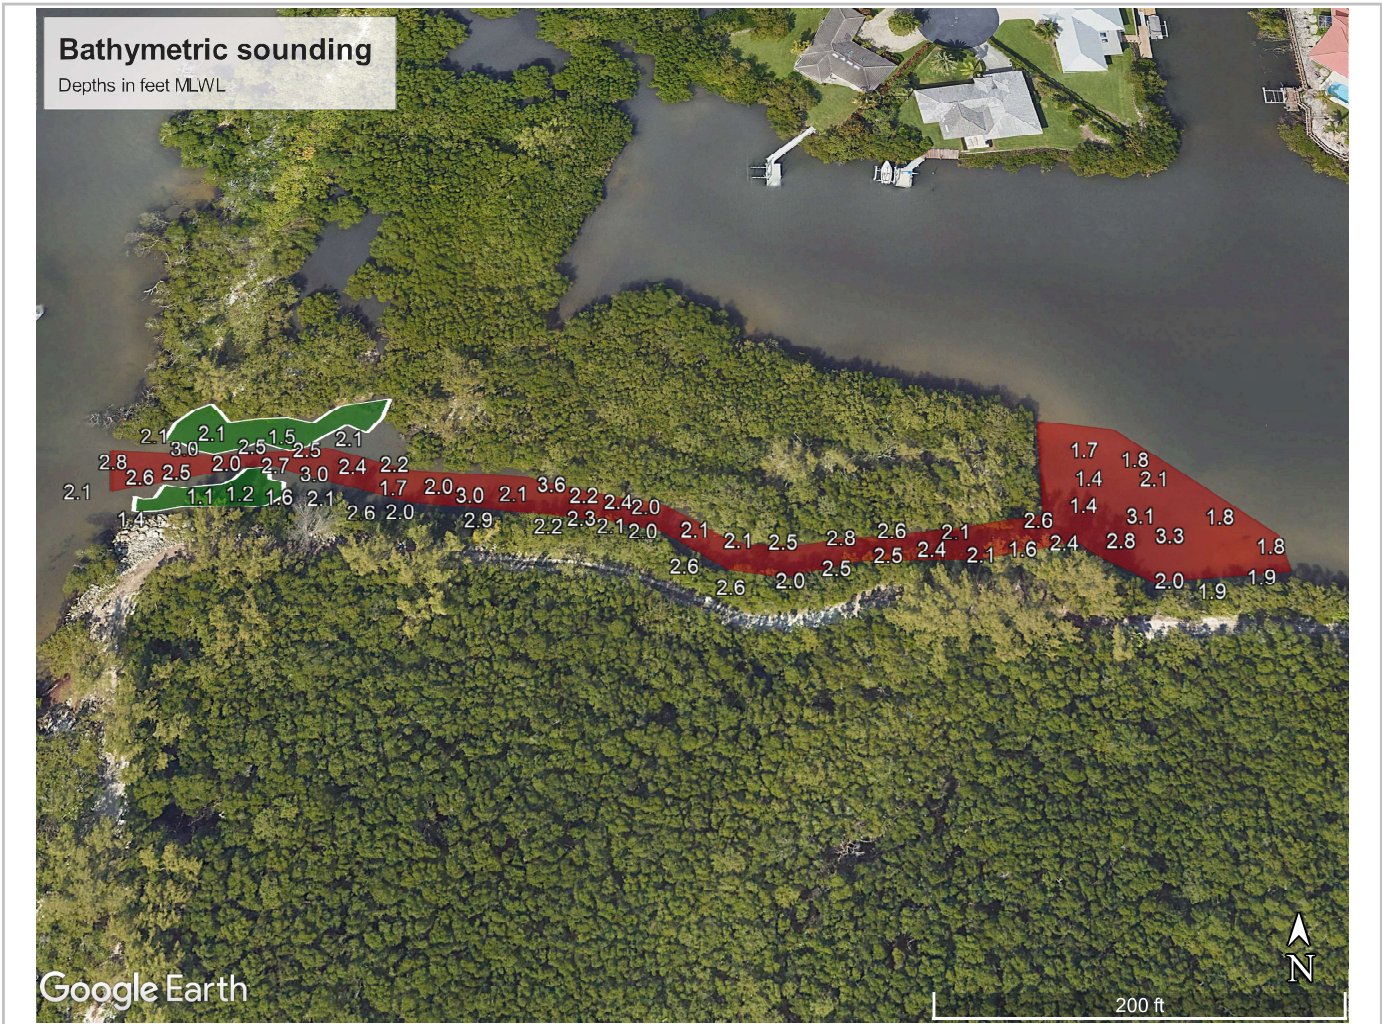 Bathymetric sounding
Depths in feet MLWL
2.1 2.1 1.5 2.1
3.0 2.5 2.5
2.8 2.6 2.5 2.0 2.7 3.0 2.4 2.2
2.1 1.1 1.2 1.6 2.1 1.7 2.0 3.0 2.1 3.6 2.2 2.4 2.0
1.4 2.6 2.0 2.9 2.2 2.3 2.1 2.0 2.1
2.1 2.5 2.8 2.6 2.1 2.6
2.6 2.6 2.0 2.5 2.5 2.4 2.1 1.6 2.4
1.7 1.8
1.4 2.1
1.4 3.1 1.8
2.8 3.3 1.8
2.0 1.9 1.9
N
Google Earth
200 ft